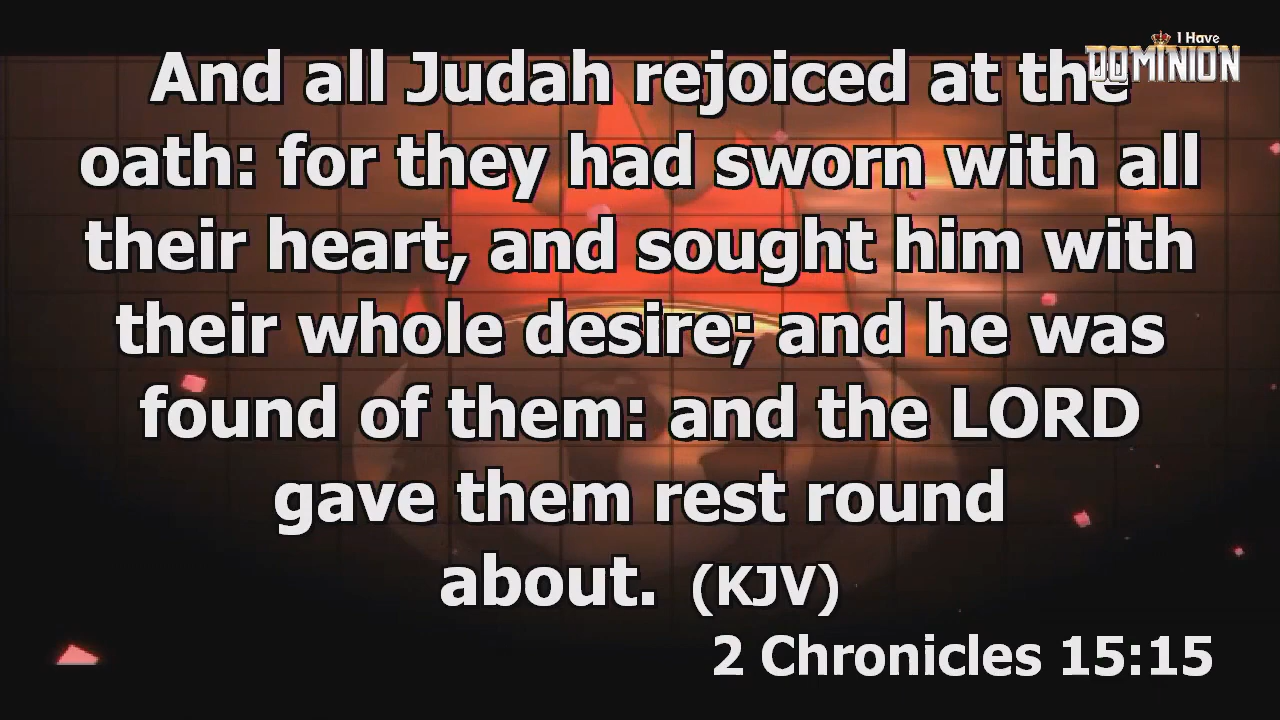 I Have
DOMINION
And all Judah rejoiced at the
oath: for they had sworn with all
their heart, and sought him with
their whole desire; and he was
found of them: and the LORD
gave them rest round
about. (KJV)
2 Chronicles 15:15